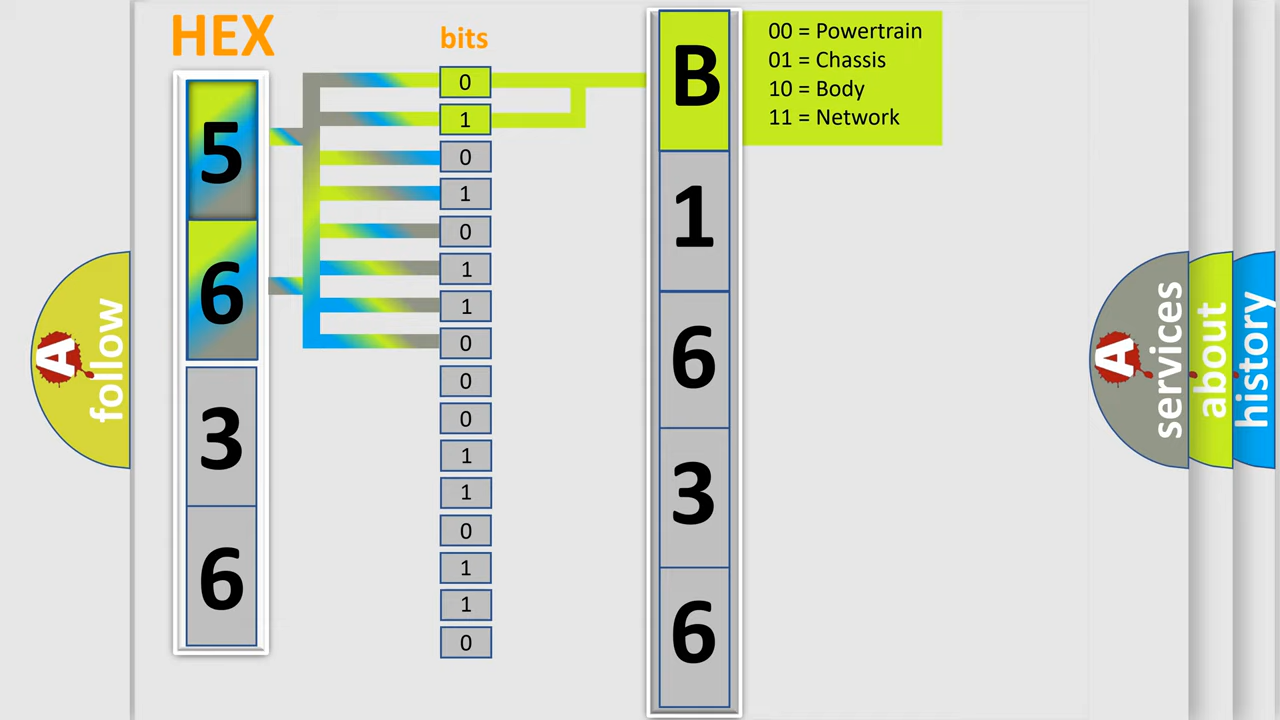 HEX
bits
5
6
3
6
0
1
0
1
0
1
1
0
0
0
1
1
0
1
1
0
B
1
6
3
6
00 = Powertrain
01 = Chassis
10 = Body
11 = Network
A
follow
A
services
about
history